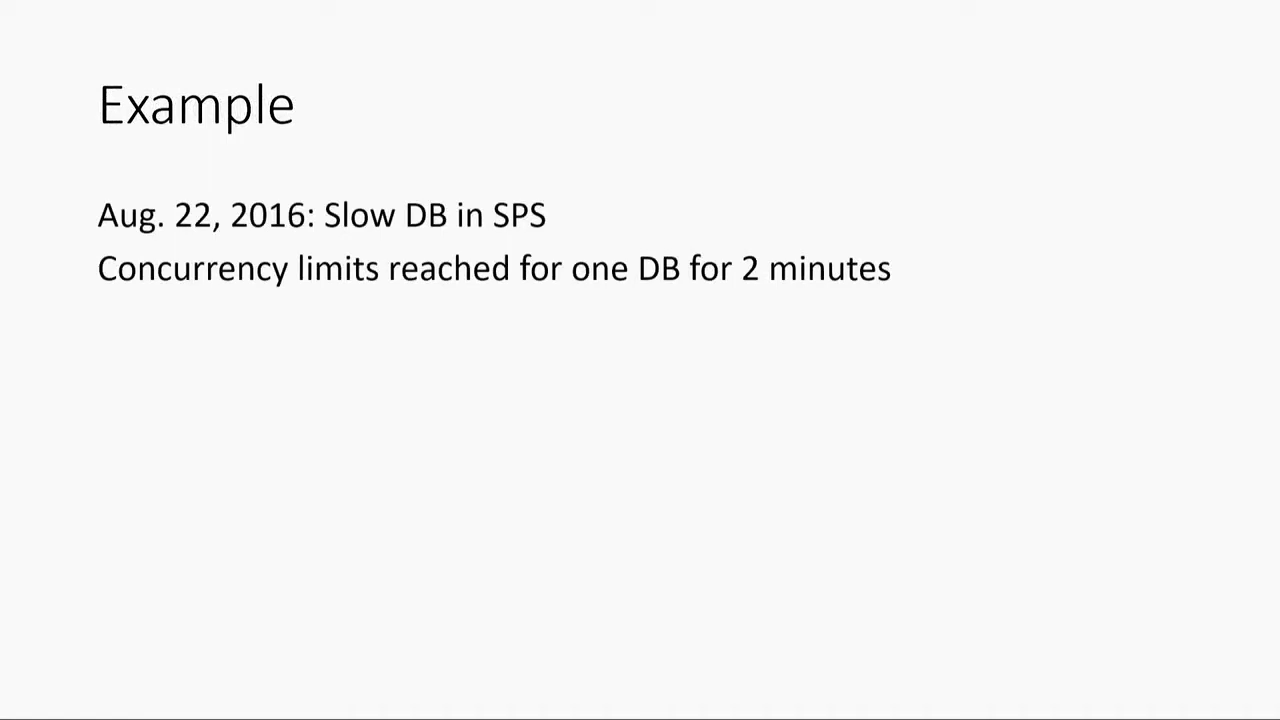 Example
Aug. 22, 2016: Slow DB in SPS
Concurrency limits reached for one DB for 2 minutes